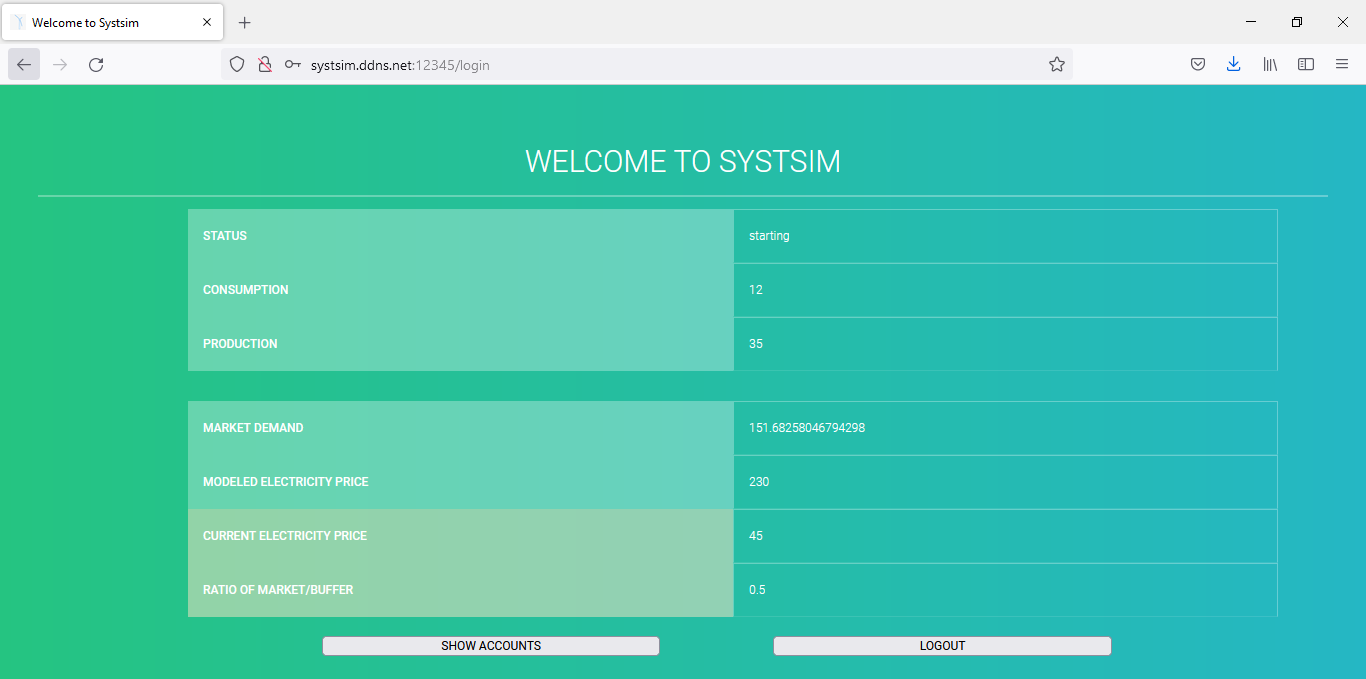 Welcome to Systsim
systsim.ddns.net:12345/login
WELCOME TO SYSTSIM
STATUS starting
CONSUMPTION 12
PRODUCTION 35
MARKET DEMAND 151.68258046794298
MODELED ELECTRICITY PRICE 230
CURRENT ELECTRICITY PRICE 45
RATIO OF MARKET/BUFFER 0.5
SHOW ACCOUNTS LOGOUT